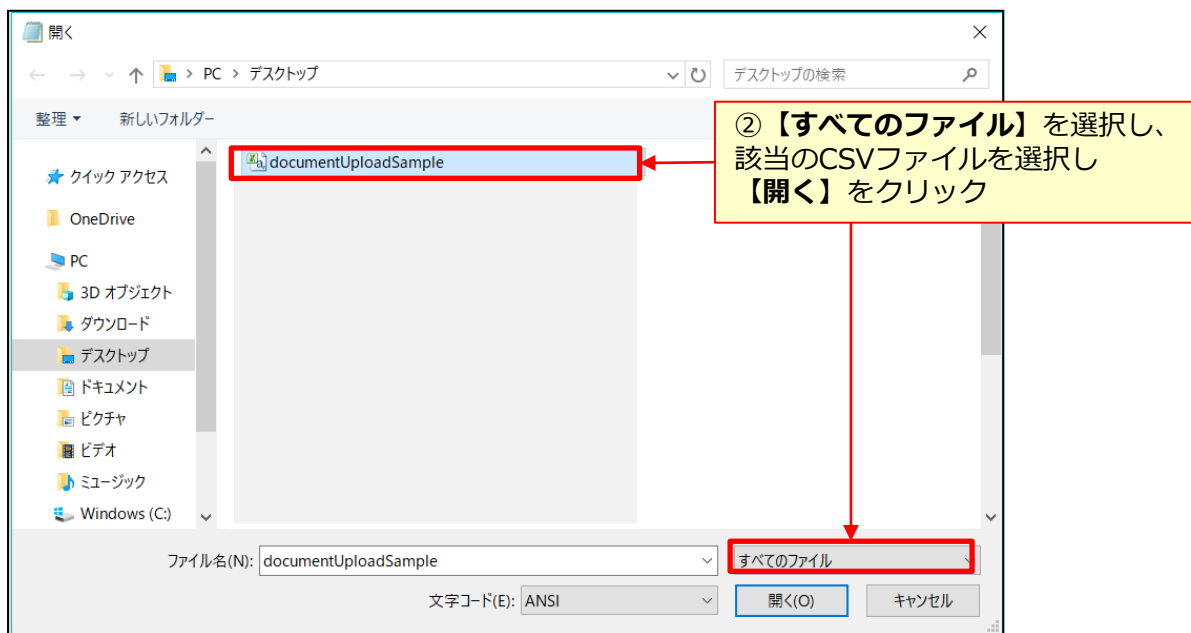 開く
PC > デスクトップ
デスクトップの検索
整理 新しいフォルダー
②【すべてのファイル】を選択し、
該当のCSVファイルを選択し
【開く】をクリック
documentUploadSample
クイック アクセス
OneDrive
PC
3D オブジェクト
ダウンロード
デスクトップ
ドキュメント
ピクチャ
ビデオ
ミュージック
Windows (C:)
ファイル名(N): documentUploadSample すべてのファイル
文字コード(E): ANSI 開く(O) キャンセル